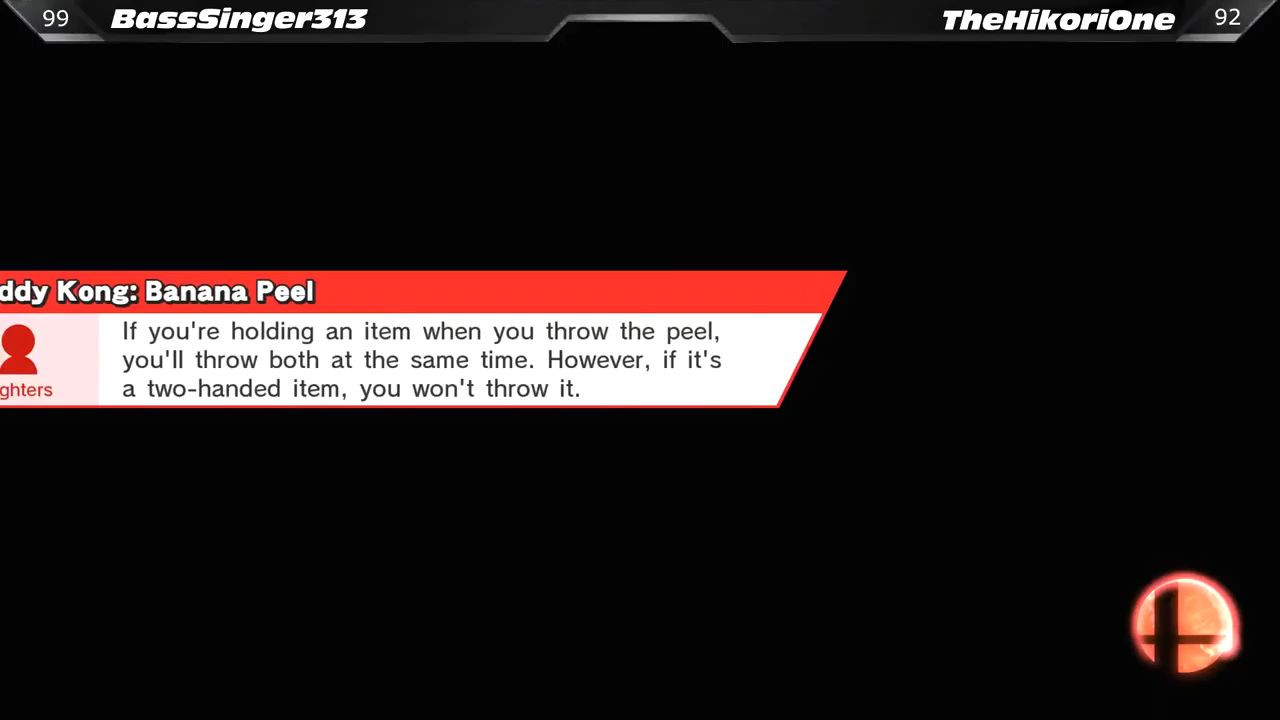 99 BassSinger313
TheHikoriOne 92
ddy Kong: Banana Peel
If you're holding an item when you throw the peel,
you'll throw both at the same time. However, if it's
a two-handed item, you won't throw it.
ghters